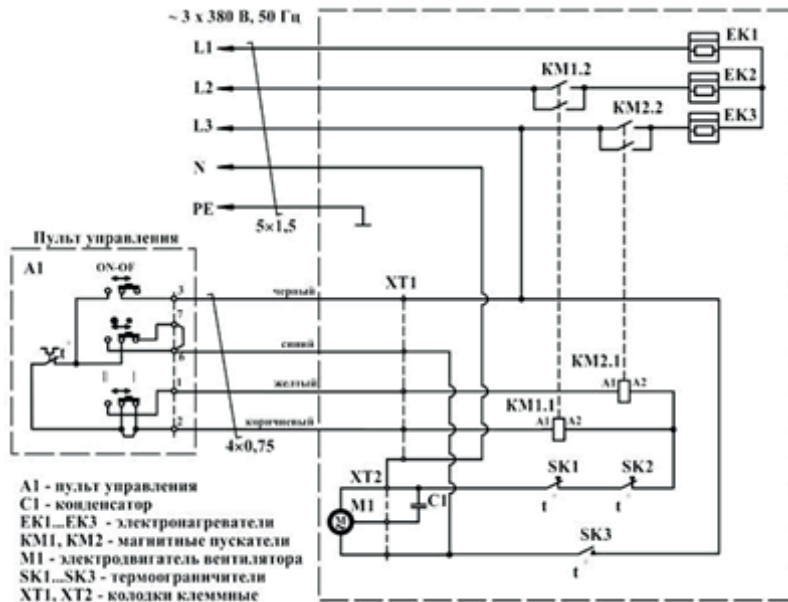 ~ 3 x 380 В, 50 Гц
L1
EK1
L2
KM1.2
EK2
L3
KM2.2
EK3
N
PE
5×1,5
Пульт управления
A1
ON-OF
XT1
3
черный
7
синий
6
KM2.1
1
желтый
A1
A2
KM1.1
2
коричневый
A1
A2
4×0,75
XT2
SK1
SK2
M1
C1
t
t
M
SK3
t
t
A1 - пульт управления
C1 - конденсатор
EK1...EK3 - электронагреватели
KM1, KM2 - магнитные пускатели
M1 - электродвигатель вентилятора
SK1...SK3 - термоограничители
XT1, XT2 - колодки клеммные